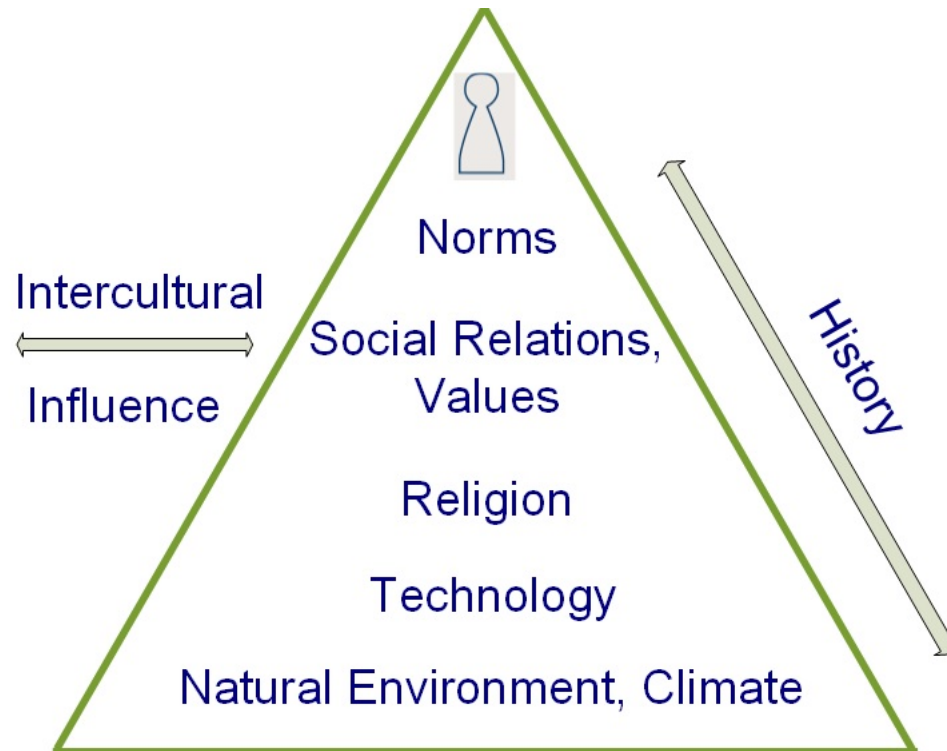 Norms
Intercultural
Influence
Social Relations,
Values
History
Religion
Technology
Natural Environment, Climate